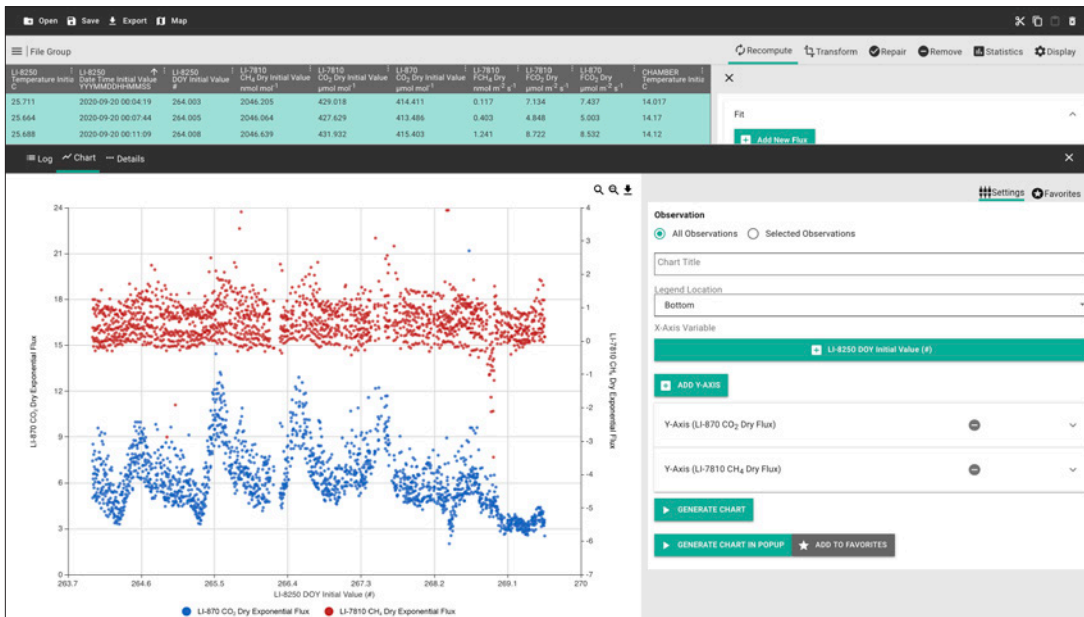 Open Save Export Map
File Group
Recompute Transform Repair Remove Statistics Display
LI-8250 LI-8250 LI-8250 LI-7810 LI-7810 LI-870 LI-7810 LI-7810 LI-870 CHAMBER
Temperature Initia Date Time Initial Value DOY Initial Value CH₄ Dry Initial Value CO₂ Dry Initial Value CO₂ Dry Initial Value FCH₄ Dry FCO₂ Dry FCO₂ Dry Temperature Initia
C YYYMMDDHHMMSS # nmol mol⁻¹ μmol mol⁻¹ μmol mol⁻¹ nmol m⁻² s⁻¹ μmol m⁻² s⁻¹ μmol m⁻² s⁻¹ C
25.711 2020-09-20 00:04:19 264.003 2046.205 429.018 414.411 0.117 7.134 7.437 14.017
25.664 2020-09-20 00:07:44 264.005 2046.064 427.629 413.486 0.403 4.848 5.003 14.17
25.688 2020-09-20 00:11:09 264.008 2046.639 431.932 415.403 1.241 8.722 8.532 14.12
Fit
Add New Flux
Log Chart Details
Settings Favorites
24
21
18
15
12
9
6
3
0
LI-870 CO₂ Dry Exponential Flux
4
3
2
1
0
-1
-2
-3
-4
-5
-6
-7
LI-7810 CH₄ Dry Exponential Flux
263.7 264.6 265.5 266.4 267.3 268.2 269.1 270
LI-8250 DOY Initial Value (#)
LI-870 CO₂ Dry Exponential Flux LI-7810 CH₄ Dry Exponential Flux
Observation
All Observations Selected Observations
Chart Title
Legend Location
Bottom
X-Axis Variable
LI-8250 DOY Initial Value (#)
ADD Y-AXIS
Y-Axis (LI-870 CO₂ Dry Flux)
Y-Axis (LI-7810 CH₄ Dry Flux)
GENERATE CHART
GENERATE CHART IN POPUP ADD TO FAVORITES